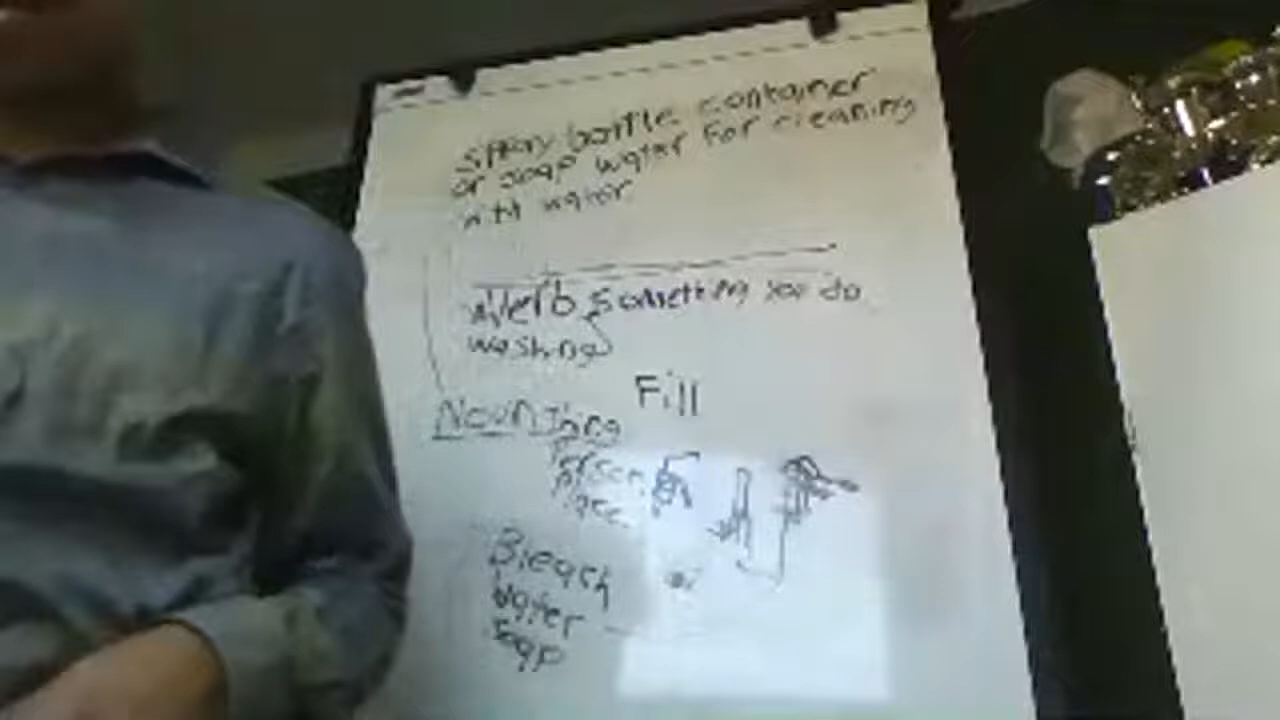 spray bottle container
or soap water For cleaning
with water
Verb Something you do
washing
Fill
Noun Thing
Person
Place
Bleach
water
soap